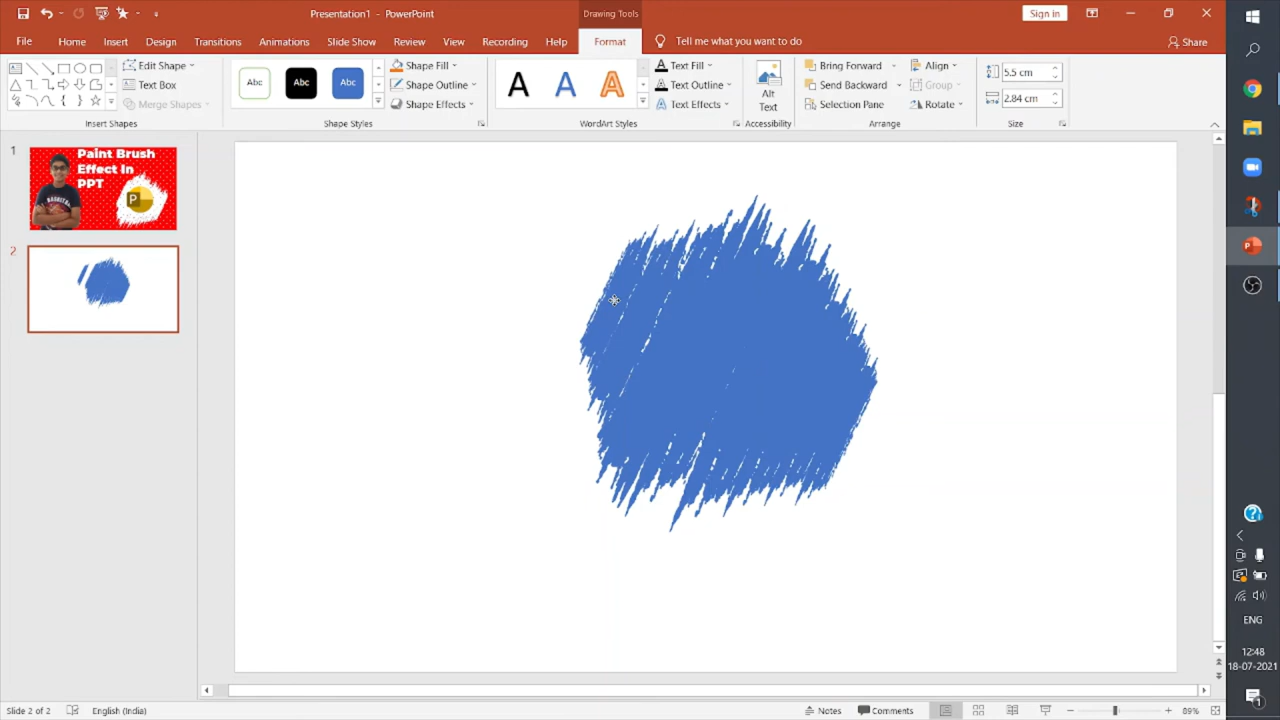 Presentation1 - PowerPoint
Drawing Tools
Sign in
File Home Insert Design Transitions Animations Slide Show Review View Recording Help Format Tell me what you want to do Share
Edit Shape
Text Box
Merge Shapes
Insert Shapes
Abc Abc Abc
Shape Fill
Shape Outline
Shape Effects
Shape Styles
A A A
Text Fill
Text Outline
Text Effects
WordArt Styles
Alt
Text
Accessibility
Bring Forward
Send Backward
Selection Pane
Align
Group
Rotate
Arrange
5.5 cm
2.84 cm
Size
1
Paint Brush
Effect In
PPT
P
2
Slide 2 of 2
English (India)
Notes
Comments
89%
ENG
12:48
18-07-2021
1